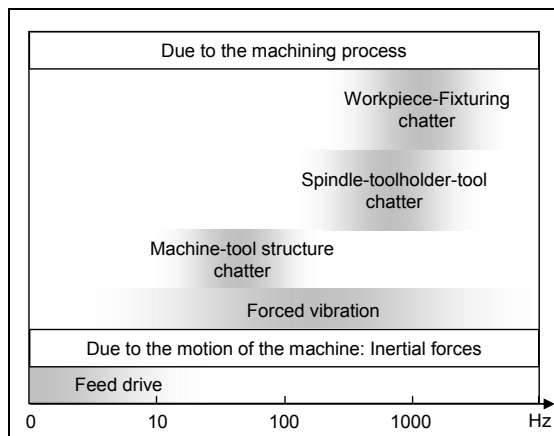 Due to the machining process
Workpiece-Fixturing
chatter
Spindle-toolholder-tool
chatter
Machine-tool structure
chatter
Forced vibration
Due to the motion of the machine: Inertial forces
Feed drive
0 10 100 1000 Hz